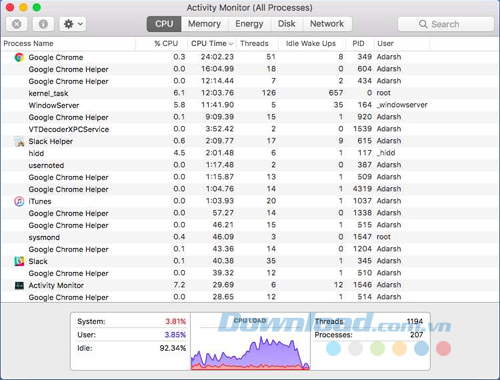 Activity Monitor (All Processes)
CPU Memory Energy Disk Network Search
Process Name % CPU CPU Time Threads Idle Wake Ups PID User
Google Chrome 0.3 24:02.23 51 8 349 Adarsh
Google Chrome Helper 0.0 16:04.99 18 0 604 Adarsh
Google Chrome Helper 0.0 12:14.44 7 2 434 Adarsh
kernel_task 6.1 12:03.76 126 657 0 root
WindowServer 5.8 11:41.90 5 35 164 _windowserver
Google Chrome Helper 0.1 9:09.39 15 1 920 Adarsh
VTDecoderXPCService 0.0 3:52.42 2 0 1539 Adarsh
Slack Helper 0.6 2:09.77 17 9 615 Adarsh
hidd 4.5 2:01.48 6 1 117 _hidd
usernoted 0.0 1:17.48 2 0 387 Adarsh
Google Chrome Helper 0.1 1:15.87 13 1 509 Adarsh
Google Chrome Helper 0.1 1:04.76 14 1 4319 Adarsh
iTunes 0.1 1:03.93 20 1 1037 Adarsh
Google Chrome Helper 0.0 57.27 14 0 1338 Adarsh
Google Chrome Helper 0.0 46.21 15 1 515 Adarsh
sysmond 0.4 46.09 3 0 1547 root
Google Chrome Helper 0.1 43.36 14 0 1204 Adarsh
Slack 0.1 40.38 35 1 345 Adarsh
Google Chrome Helper 0.0 39.32 12 1 510 Adarsh
Activity Monitor 7.2 29.69 6 12 1546 Adarsh
Google Chrome Helper 0.0 28.65 12 1 514 Adarsh
System: 3.81% CPU LOAD Threads 1194
User: 3.85% Processes: 207
Idle: 92.34%
Download.com.vn